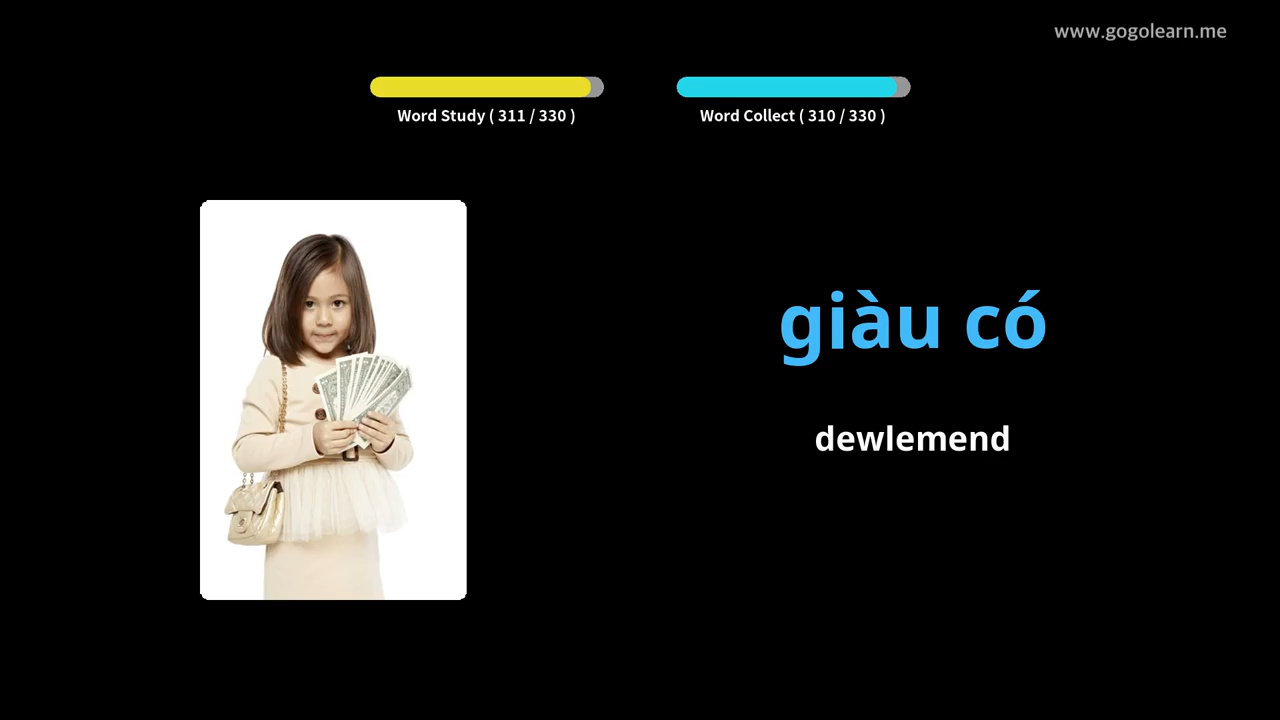 www.gogolearn.me
Word Study ( 311 / 330 )
Word Collect ( 310 / 330 )
giàu có
dewlemend